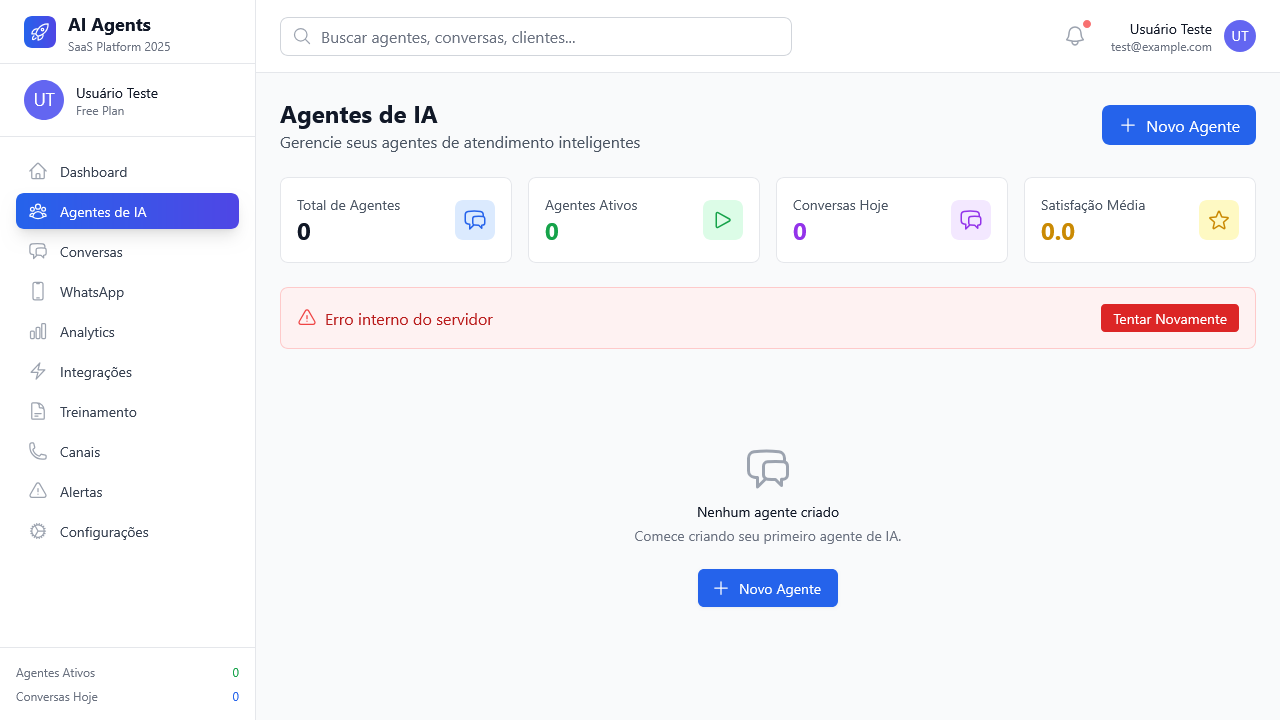 AI Agents
SaaS Platform 2025
UT
Usuário Teste
Free Plan
Dashboard
Agentes de IA
Conversas
WhatsApp
Analytics
Integrações
Treinamento
Canais
Alertas
Configurações
Agentes Ativos 0
Conversas Hoje 0
Buscar agentes, conversas, clientes...
Usuário Teste
test@example.com
UT
Agentes de IA
Gerencie seus agentes de atendimento inteligentes
Novo Agente
Total de Agentes
0
Agentes Ativos
0
Conversas Hoje
0
Satisfação Média
0.0
Erro interno do servidor
Tentar Novamente
Nenhum agente criado
Comece criando seu primeiro agente de IA.
Novo Agente